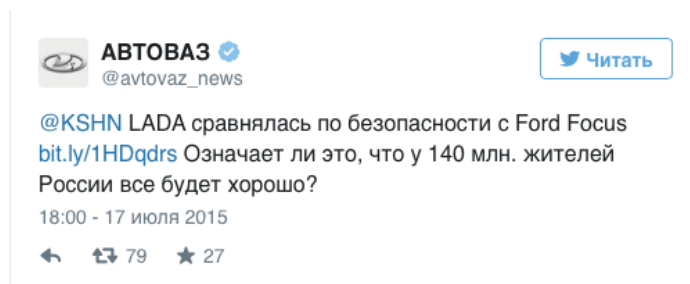 АВТОВАЗ
Читать
@avtovaz_news
@KSHN LADA сравнялась по безопасности с Ford Focus
bit.ly/1HDqdrs Означает ли это, что у 140 млн. жителей
России все будет хорошо?
18:00 - 17 июля 2015
79 27